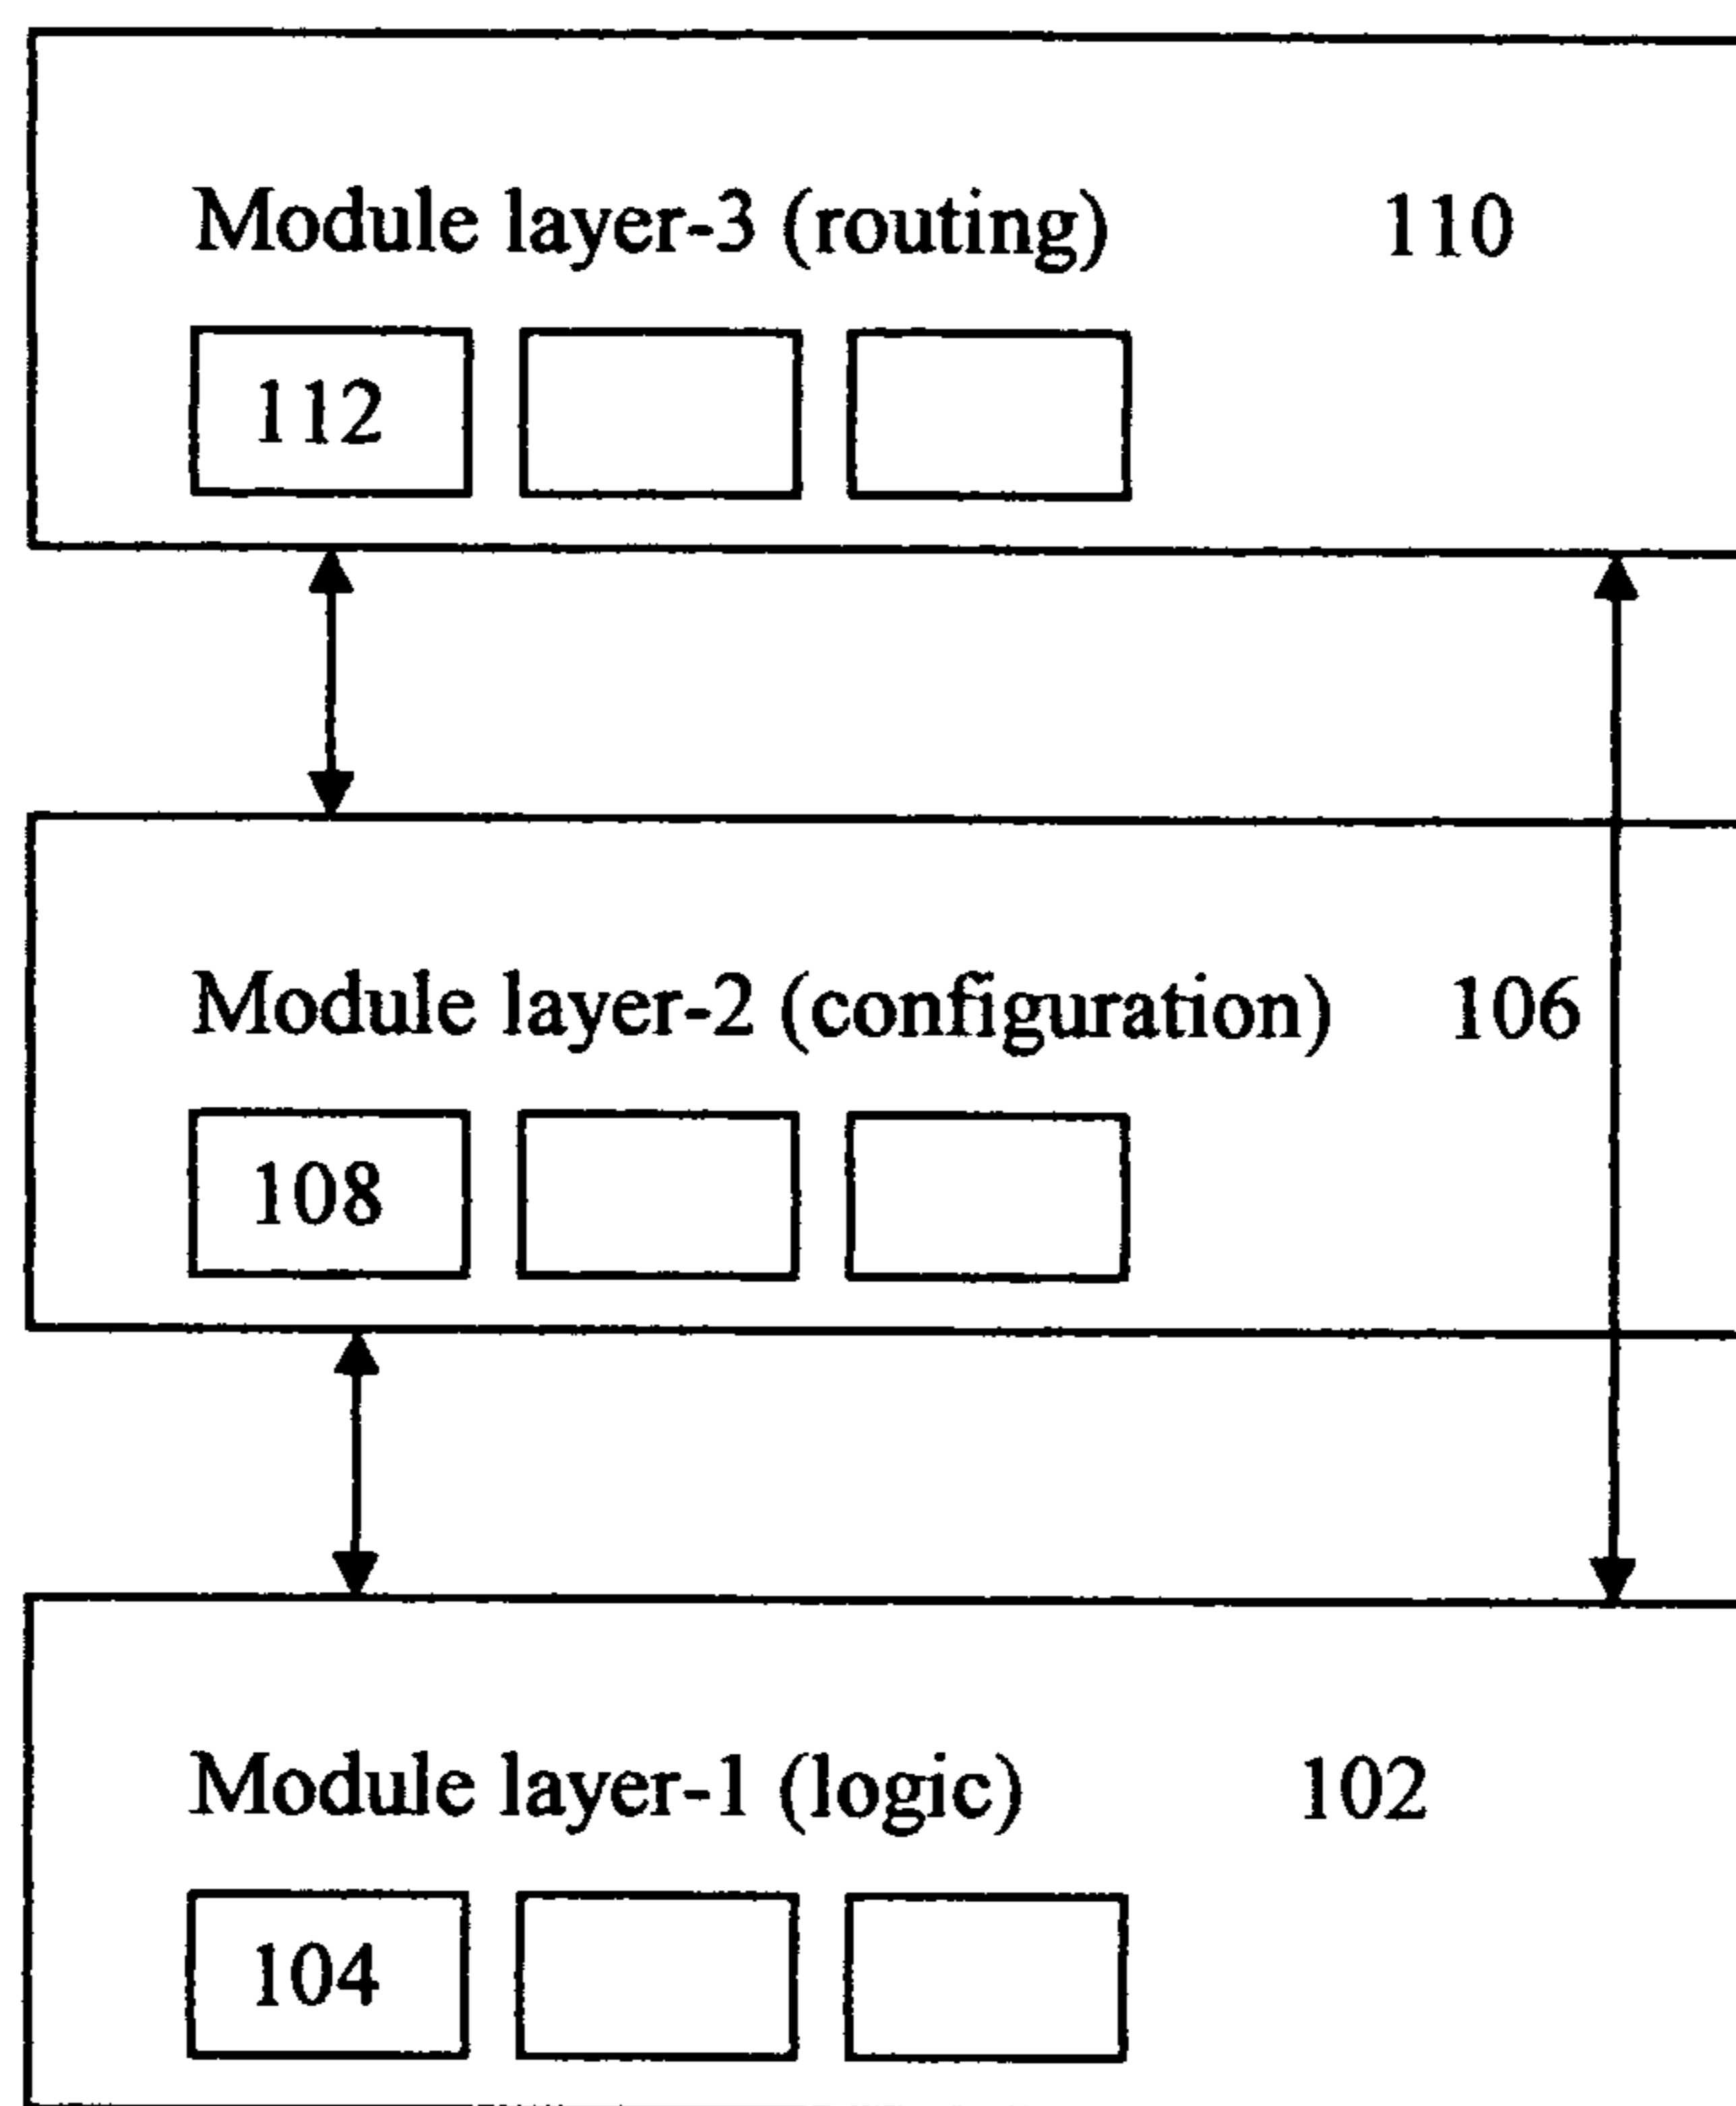 Module layer-3 (routing) 110
112
Module layer-2 (configuration) 106
108
Module layer-1 (logic) 102
104